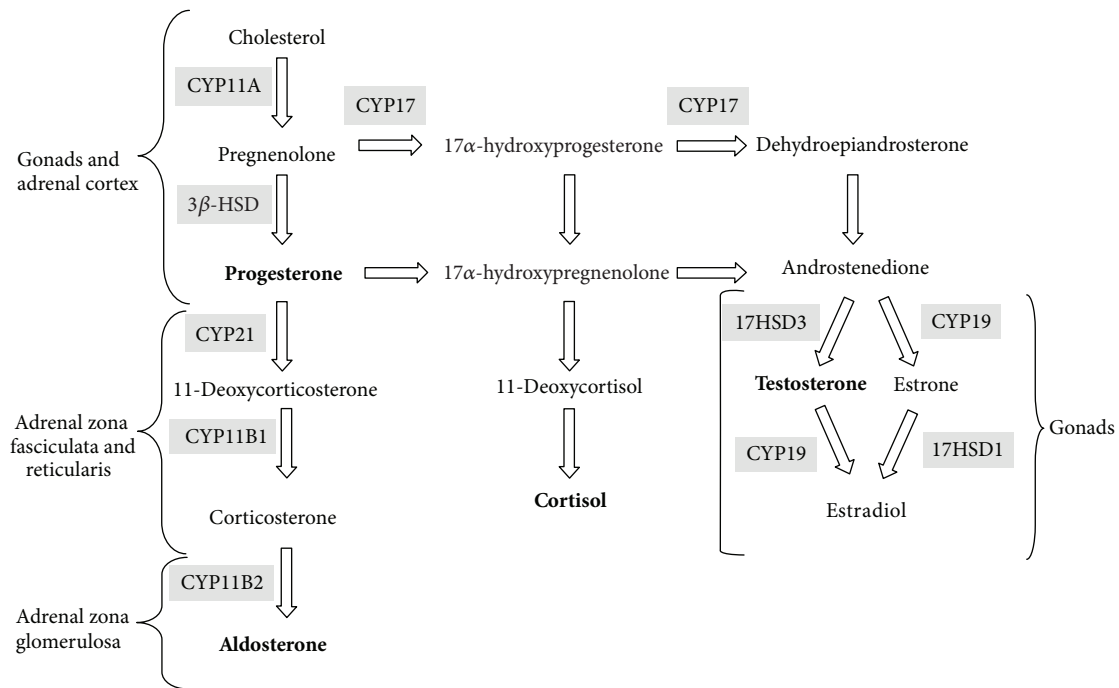 Cholesterol
CYP11A
CYP17
CYP17
Pregnenolone
17α-hydroxyprogesterone
Dehydroepiandrosterone
Gonads and
adrenal cortex
3β-HSD
Progesterone
17α-hydroxypregnenolone
Androstenedione
CYP21
17HSD3
CYP19
11-Deoxycorticosterone
11-Deoxycortisol
Testosterone
Estrone
Adrenal zona
fasciculata and
reticularis
CYP11B1
CYP19
17HSD1
Gonads
Cortisol
Estradiol
Corticosterone
CYP11B2
Adrenal zona
glomerulosa
Aldosterone